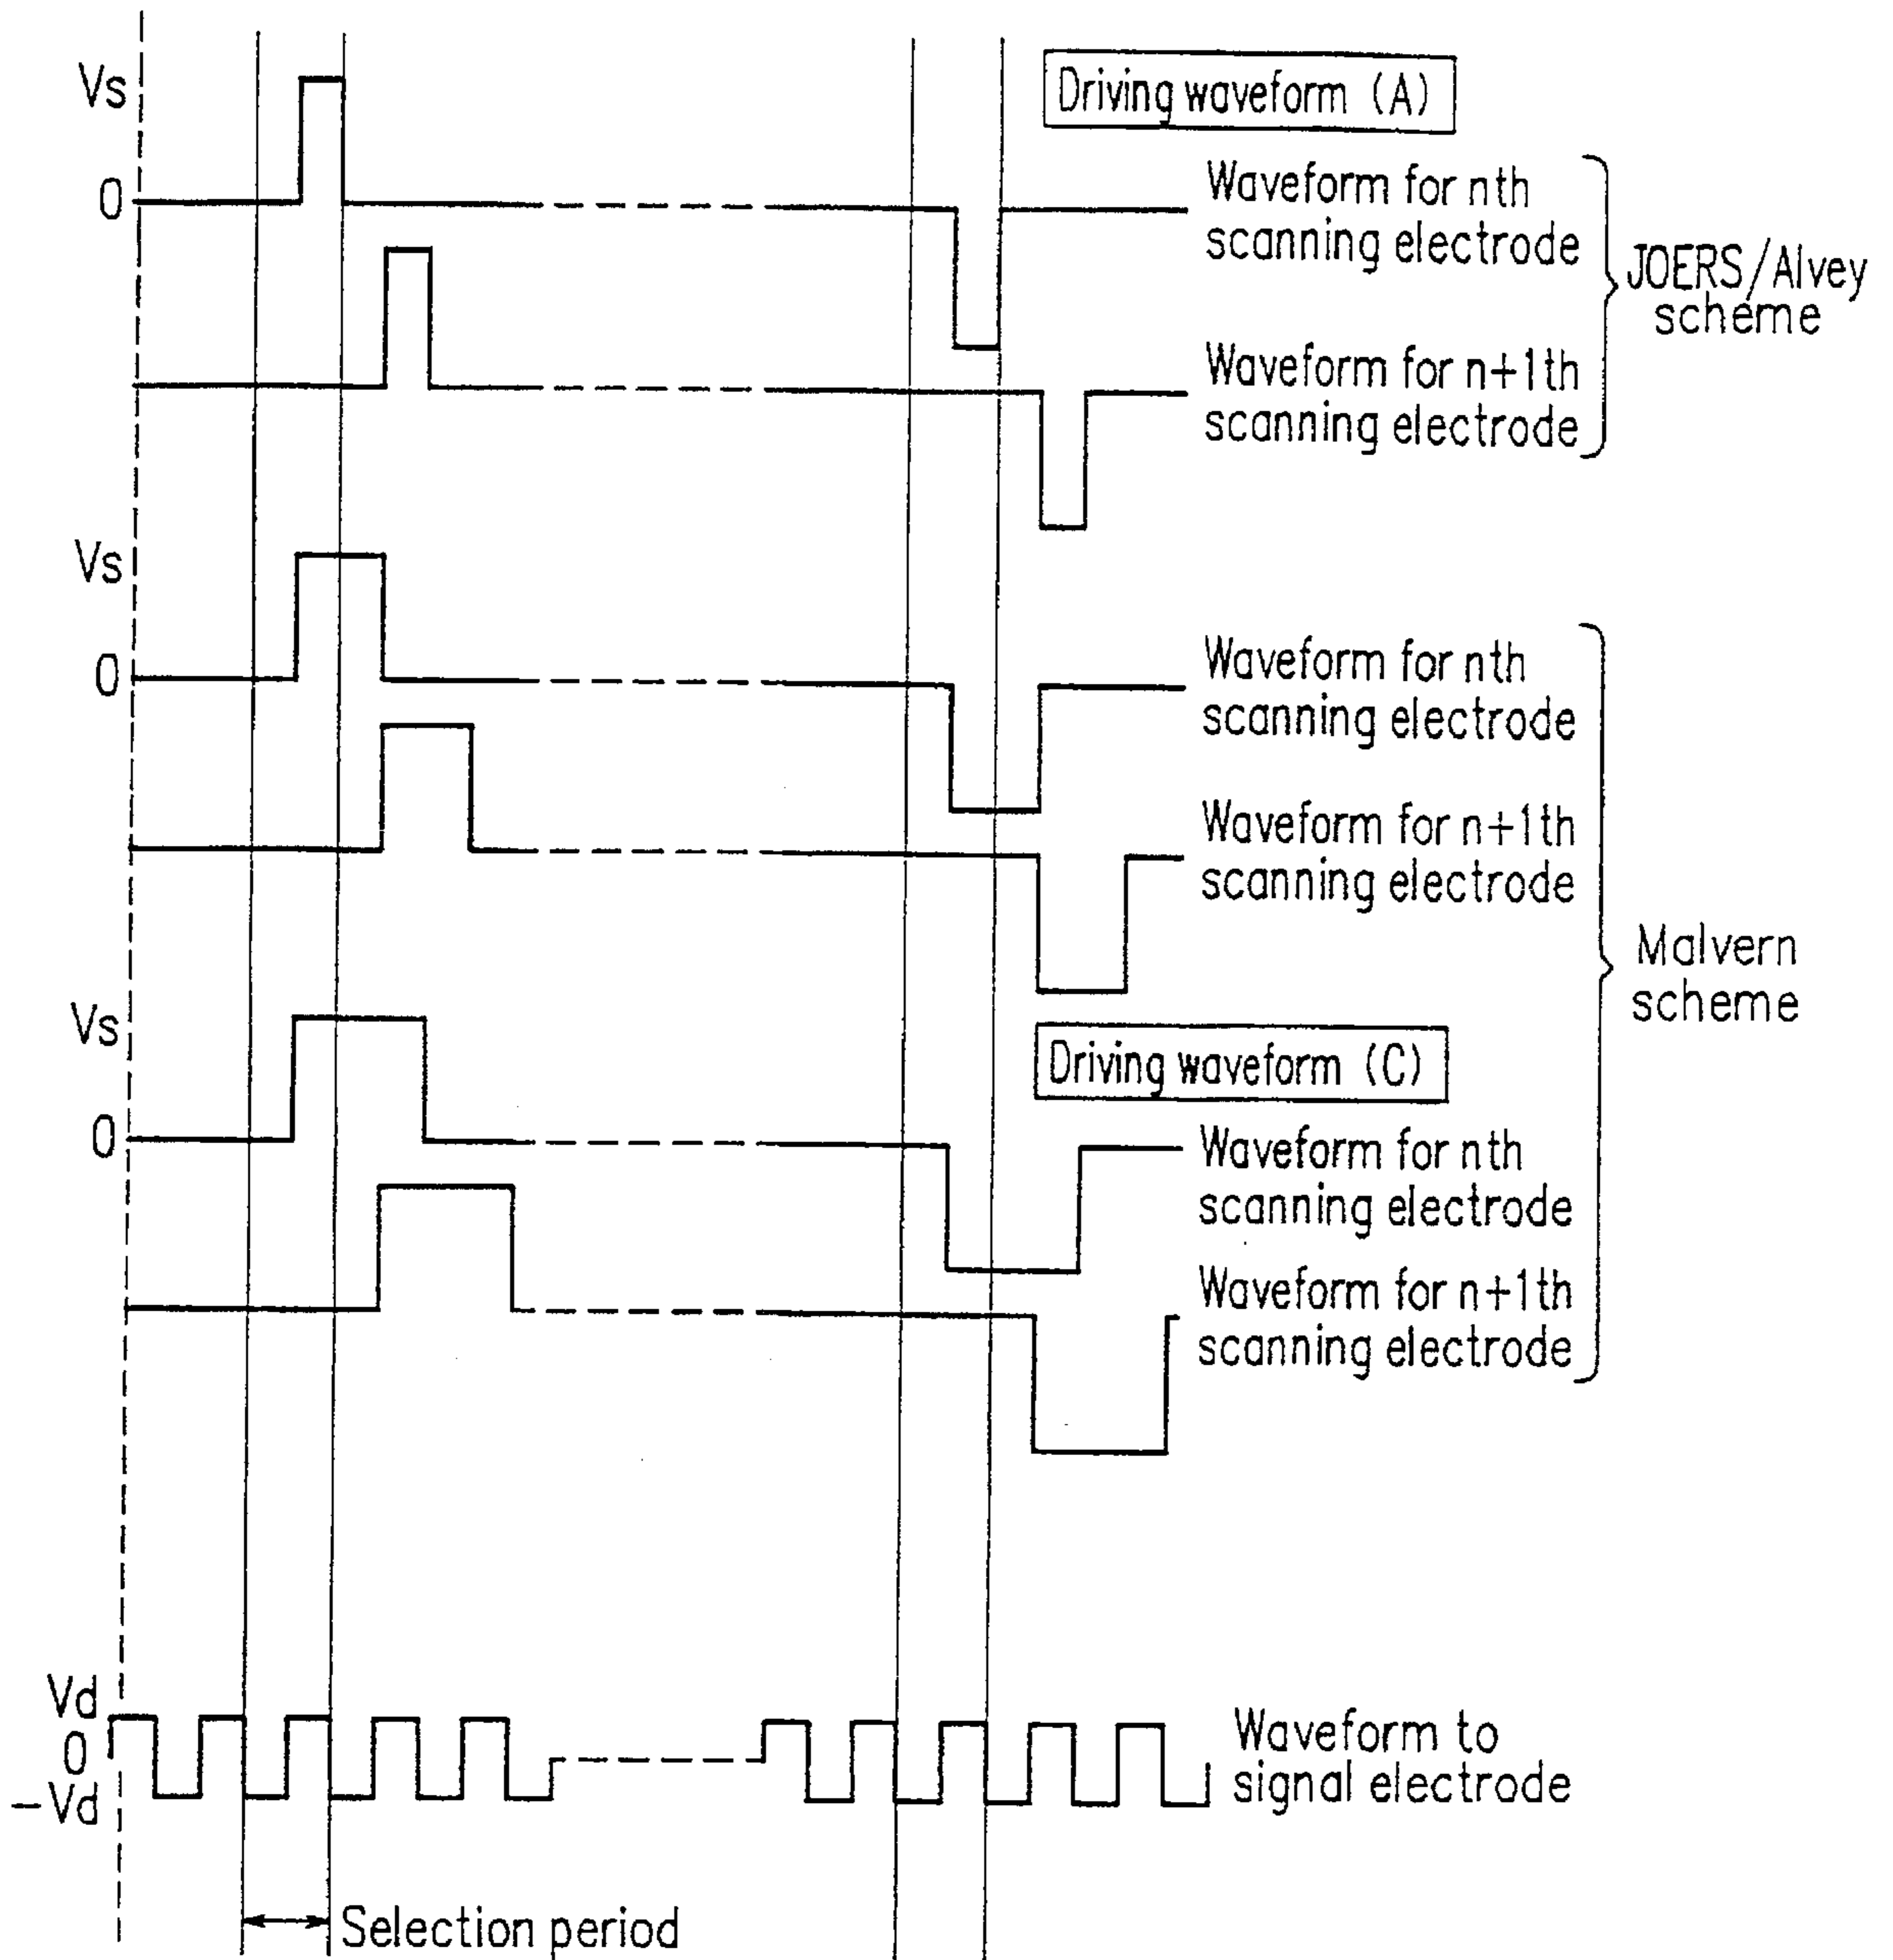 Vs
Driving waveform (A)
0
Waveform for nth
scanning electrode
JOERS/Alvey
scheme
Waveform for n+1th
scanning electrode
Vs
0
Waveform for nth
scanning electrode
Waveform for n+1th
scanning electrode
Malvern
scheme
Vs
Driving waveform (C)
0
Waveform for nth
scanning electrode
Waveform for n+1th
scanning electrode
Vd
0
-Vd
Waveform to
signal electrode
Selection period